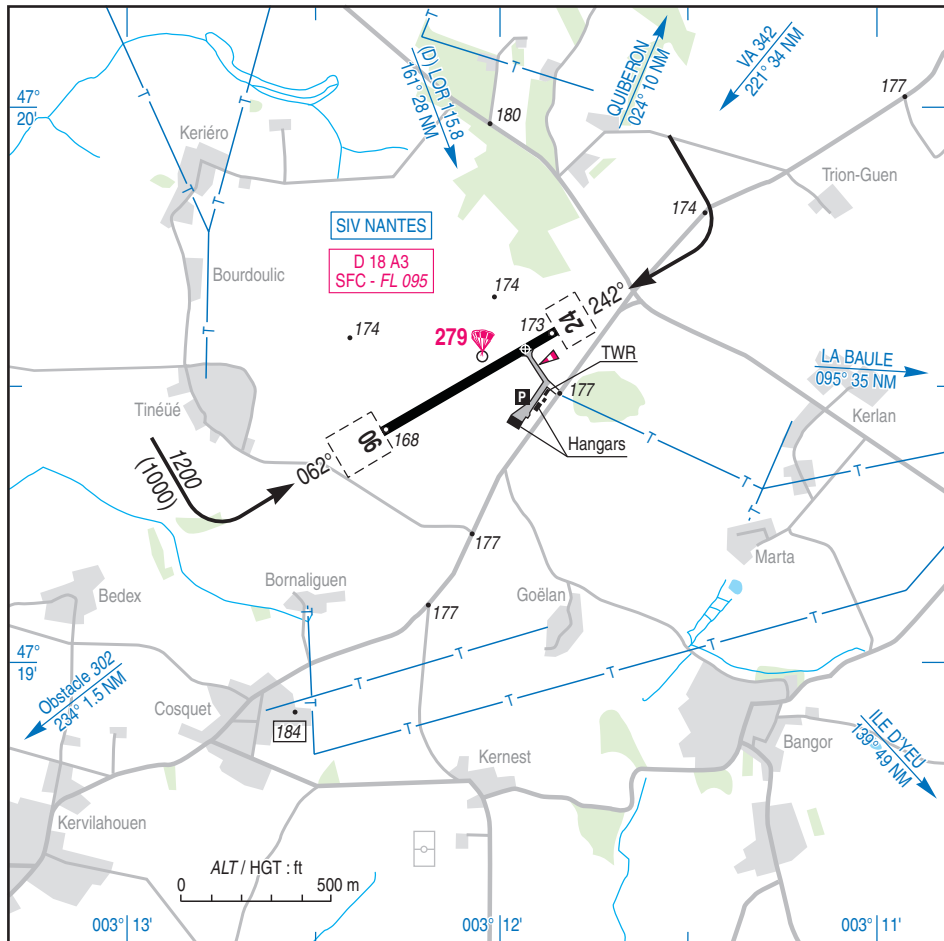 (D) LOR 115.8
161° 28 NM
QUIBERON
024° 10 NM
VA 342
221° 34 NM
177
47°
20'
180
Keriéro
T
T
T
T
T
Trion-Guen
174
SIV NANTES
D 18 A3
SFC - FL 095
Bourdoulic
174
174
279
173
24
242°
TWR
P
177
Hangars
LA BAULE
095° 35 NM
Kerlan
Tinéüé
06
168
062°
1200
(1000)
T
T
T
T
177
Marta
Bedex
Bornaliguen
177
Goëlan
T
T
47°
19'
Obstacle 302
234° 1.5 NM
Cosquet
184
T
T
T
T
T
T
T
T
Bangor
ILE D'YEU
139° 49 NM
Kernest
Kervilahouen
ALT / HGT : ft
0
500 m
003° 13'
003° 12'
003° 11'